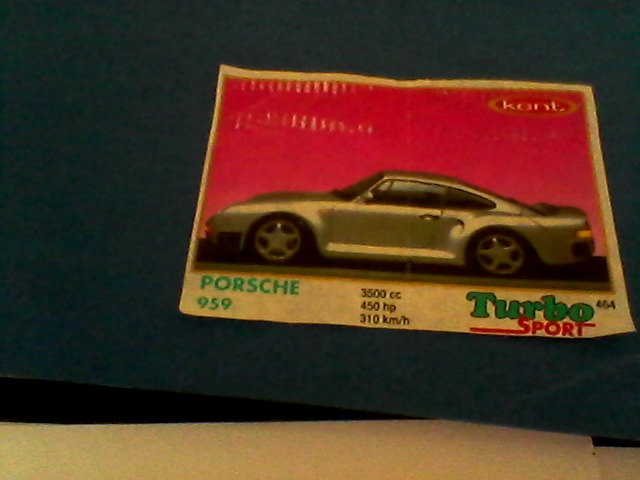 kent
PORSCHE
959
3500 cc
450 hp
310 km/h
Turbo
SPORT
464